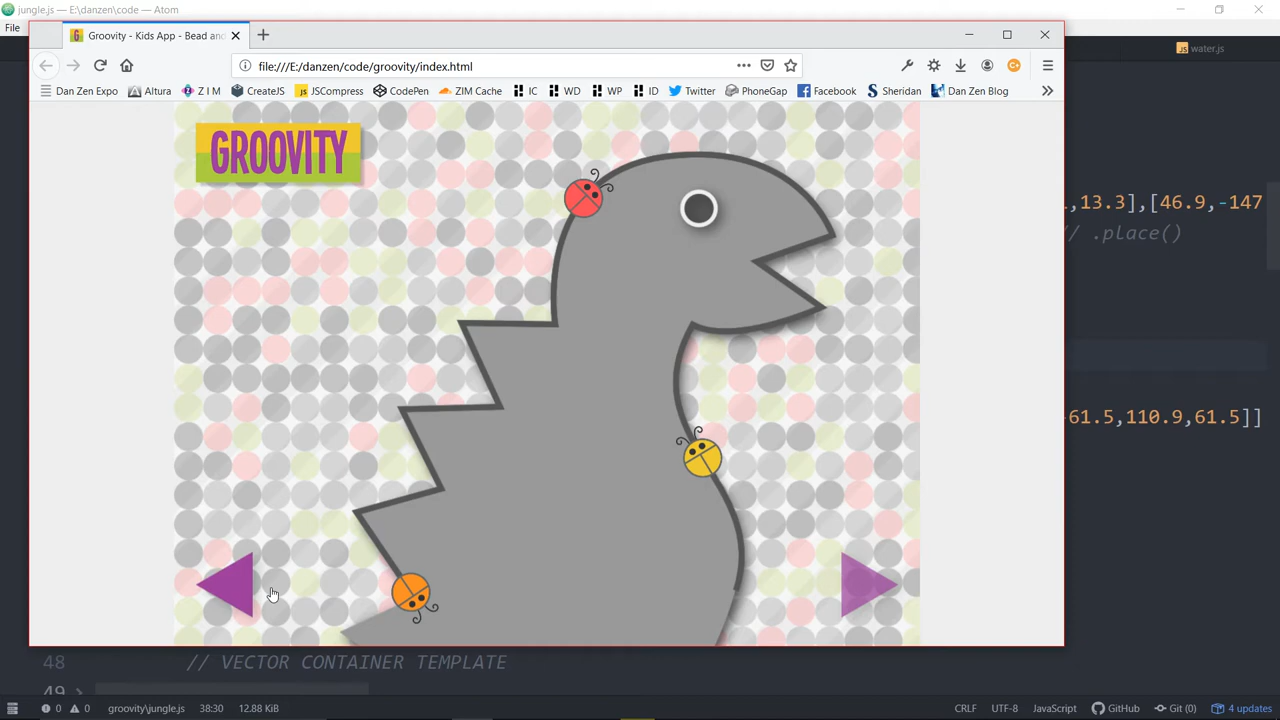 jungle.js — E:\danzen\code — Atom
File
Groovity - Kids App - Bead and
water.js
file:///E:/danzen/code/groovity/index.html
Dan Zen Expo Altura Z I M CreateJS JSCompress CodePen ZIM Cache IC WD WP ID Twitter PhoneGap Facebook Sheridan Dan Zen Blog
GROOVITY
,13.3],[46.9,-147
// .place()
61.5,110.9,61.5]]
48 // VECTOR CONTAINER TEMPLATE
49
0 0 groovity\jungle.js 38:30 12.88 KiB CRLF UTF-8 JavaScript GitHub Git (0) 4 updates